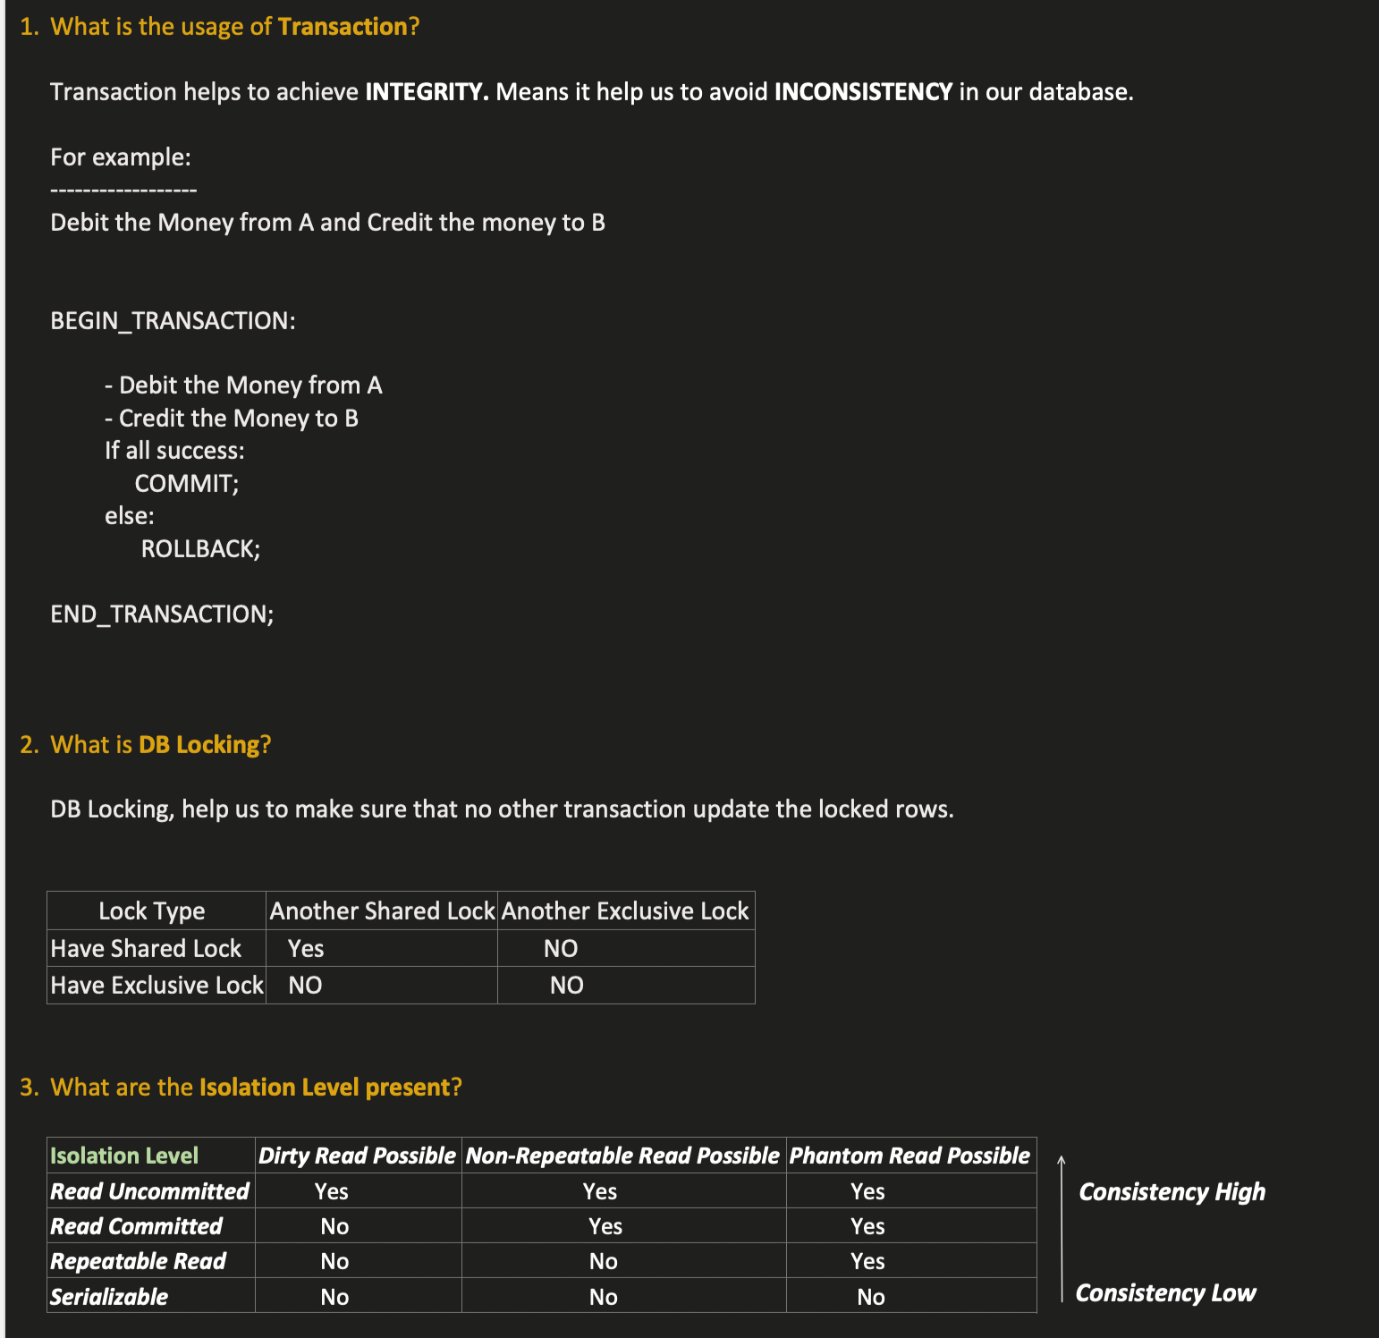 1. What is the usage of Transaction?
Transaction helps to achieve INTEGRITY. Means it help us to avoid INCONSISTENCY in our database.
For example:
------------------
Debit the Money from A and Credit the money to B
BEGIN_TRANSACTION:
- Debit the Money from A
- Credit the Money to B
If all success:
COMMIT;
else:
ROLLBACK;
END_TRANSACTION;
2. What is DB Locking?
DB Locking, help us to make sure that no other transaction update the locked rows.
Lock Type Another Shared Lock Another Exclusive Lock
Have Shared Lock Yes NO
Have Exclusive Lock NO NO
3. What are the Isolation Level present?
Isolation Level Dirty Read Possible Non-Repeatable Read Possible Phantom Read Possible
Read Uncommitted Yes Yes Yes Consistency High
Read Committed No Yes Yes
Repeatable Read No No Yes
Serializable No No No Consistency Low